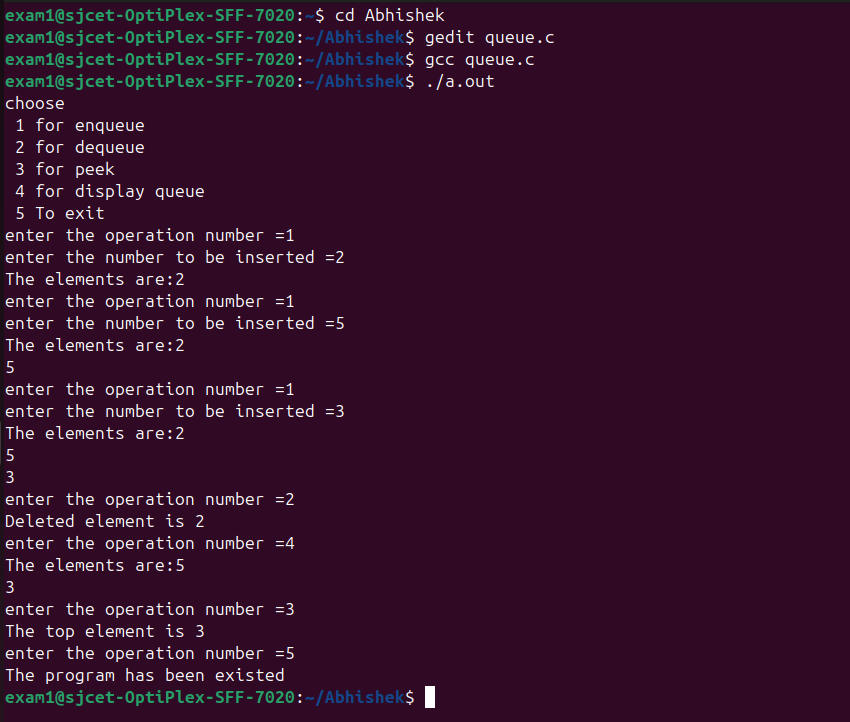 exam1@sjcet-OptiPlex-SFF-7020:~$ cd Abhishek
exam1@sjcet-OptiPlex-SFF-7020:~/Abhishek$ gedit queue.c
exam1@sjcet-OptiPlex-SFF-7020:~/Abhishek$ gcc queue.c
exam1@sjcet-OptiPlex-SFF-7020:~/Abhishek$ ./a.out
choose
 1 for enqueue
 2 for dequeue
 3 for peek
 4 for display queue
 5 To exit
enter the operation number =1
enter the number to be inserted =2
The elements are:2
enter the operation number =1
enter the number to be inserted =5
The elements are:2
5
enter the operation number =1
enter the number to be inserted =3
The elements are:2
5
3
enter the operation number =2
Deleted element is 2
enter the operation number =4
The elements are:5
3
enter the operation number =3
The top element is 3
enter the operation number =5
The program has been existed
exam1@sjcet-OptiPlex-SFF-7020:~/Abhishek$